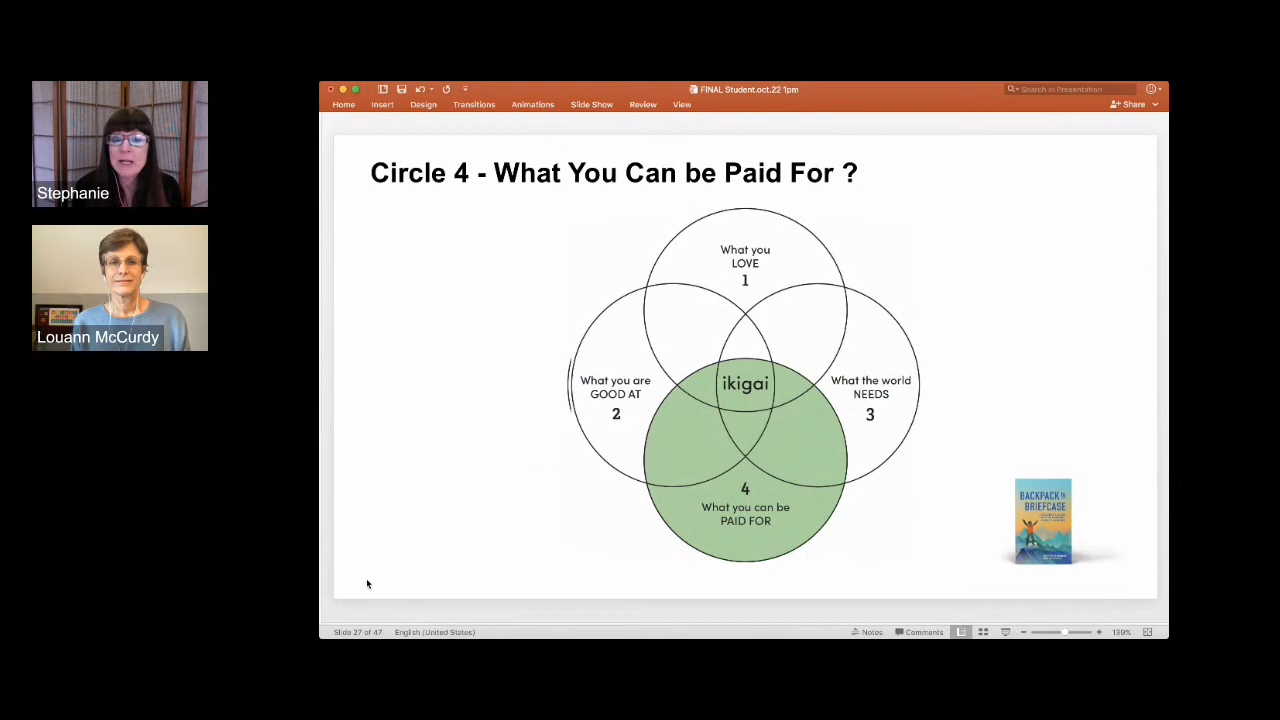 Stephanie
Louann McCurdy
FINAL Student.oct.22 1pm
Search in Presentation
Home Insert Design Transitions Animations Slide Show Review View
Share
Circle 4 - What You Can be Paid For ?
What you
LOVE
1
What you are
GOOD AT
2
ikigai
What the world
NEEDS
3
4
What you can be
PAID FOR
BACKPACK TO
BRIEFCASE
Slide 27 of 47
English (United States)
Notes
Comments
139%